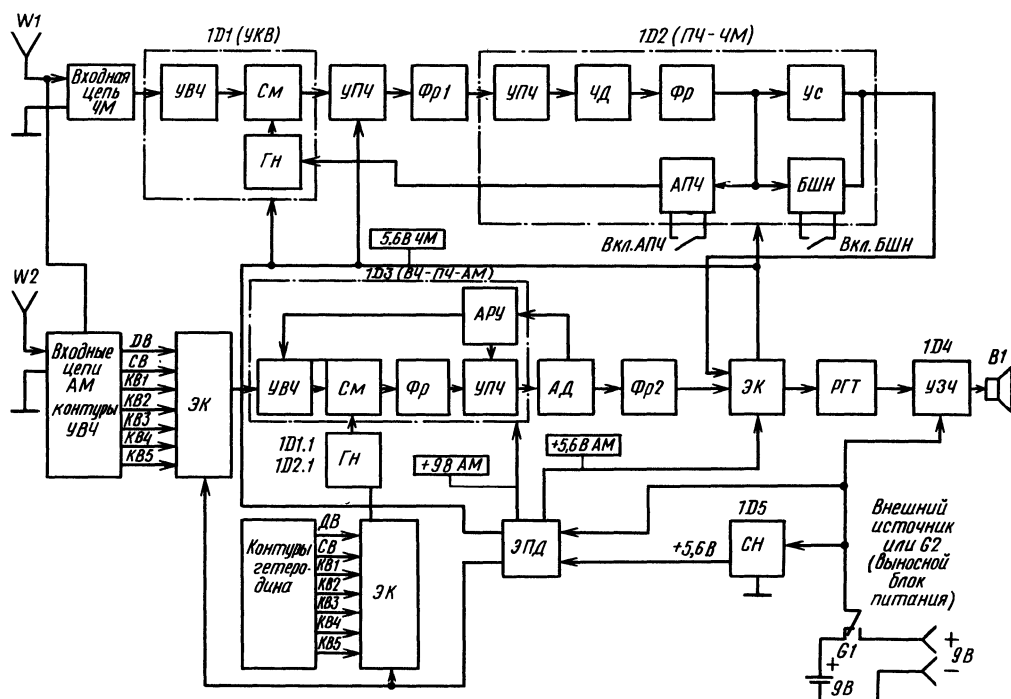 W1
1D1 (УКВ)
1D2 (ПЧ-ЧМ)
Входная
цепь
ЧМ
УВЧ
См
УПЧ
Фр1
УПЧ
ЧД
Фр
Ус
Гн
АПЧ
БШН
Вкл. АПЧ
Вкл. БШН
5,6В ЧМ
1D3 (ВЧ-ПЧ-АМ)
W2
АРУ
Входные
цепи
АМ
контуры
УВЧ
ДВ
СВ
КВ1
КВ2
КВ3
КВ4
КВ5
ЭК
УВЧ
См
Фр
УПЧ
АД
Фр2
ЭК
РГТ
1D4
УЗЧ
B1
1D1.1
1D2.1
Гн
+9В АМ
+5,6В АМ
Контуры
гетеро-
дина
ДВ
СВ
КВ1
КВ2
КВ3
КВ4
КВ5
ЭК
ЭПД
+5,6В
1D5
СН
Внешний
источник
или G2
(Выносной
блок
питания)
G1
+
9В
+
9В
−